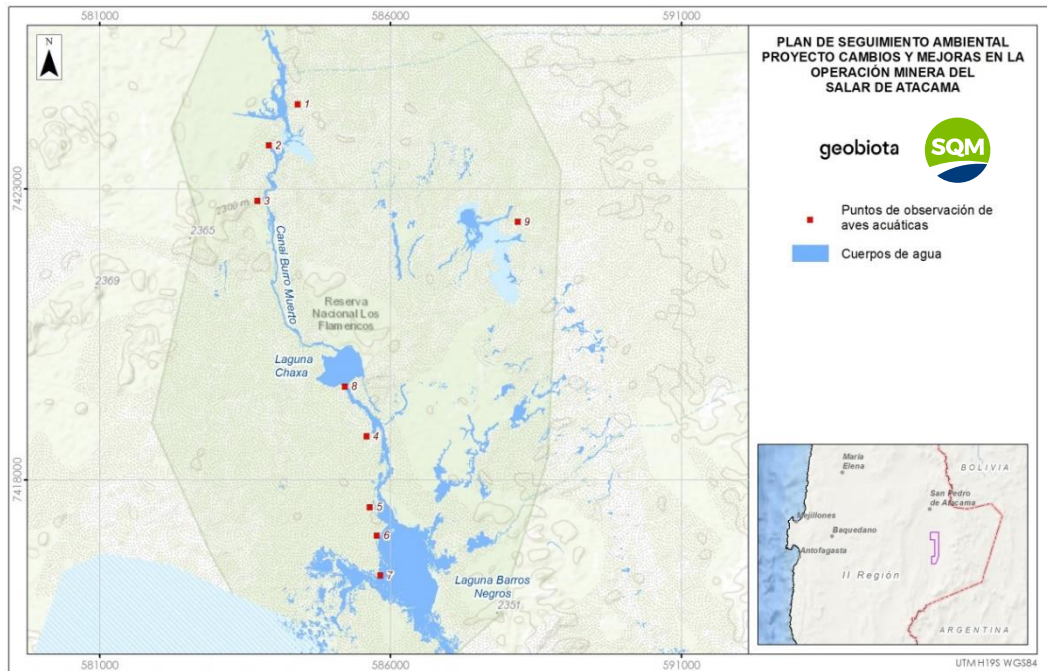 581000
586000
591000
N
PLAN DE SEGUIMIENTO AMBIENTAL
PROYECTO CAMBIOS Y MEJORAS EN LA
OPERACIÓN MINERA DEL
SALAR DE ATACAMA
geobiota
SQM
Puntos de observación de
aves acuáticas
Cuerpos de agua
1
2
7423000
7423000
3
2300 m
2365
9
Canal Burro Muerto
2369
Reserva
Nacional Los
Flamencos
Laguna
Chaxa
8
4
7418000
7418000
5
6
7
Laguna Barros
Negros
2351
María
Elena
BOLIVIA
San Pedro
de Atacama
Mejillones
Baquedano
Antofagasta
II Región
ARGENTINA
581000
586000
591000
UTM H19S WGS84